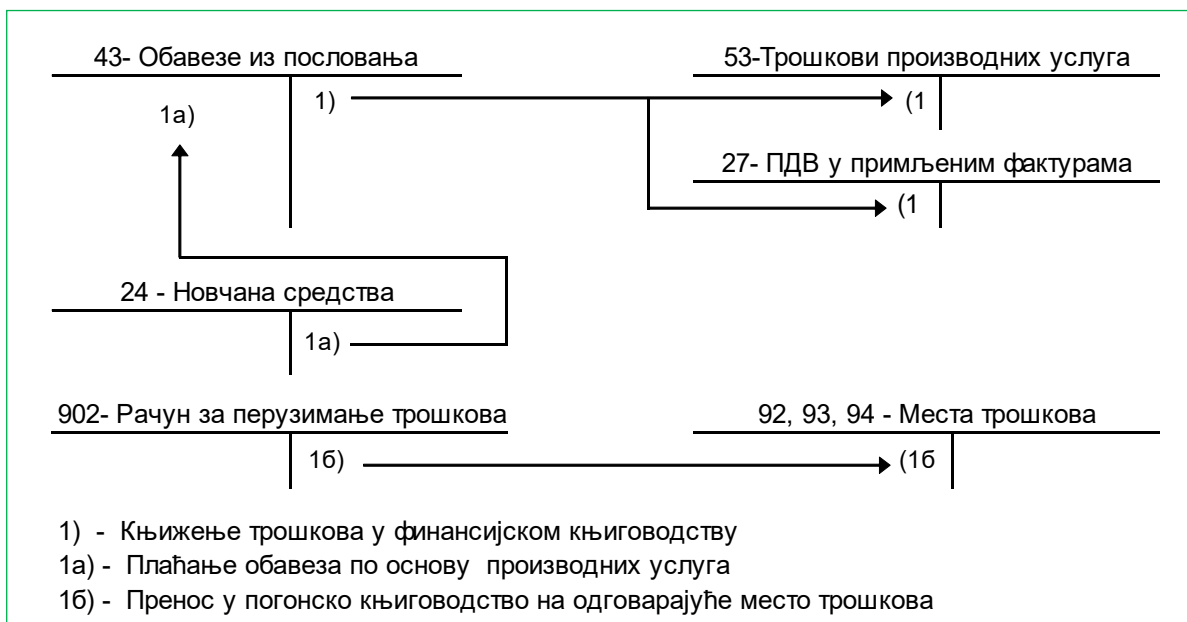 43- Обавезе из пословања
53-Трошкови производних услуга
1)
(1
1а)
27- ПДВ у примљеним фактурама
(1
24 - Новчана средства
1а)
902- Рачун за перузимање трошкова
92, 93, 94 - Места трошкова
1б)
(1б
1) - Књижење трошкова у финансијском књиговодству
1а) - Плаћање обавеза по основу производних услуга
1б) - Пренос у погонско књиговодство на одговарајуће место трошкова